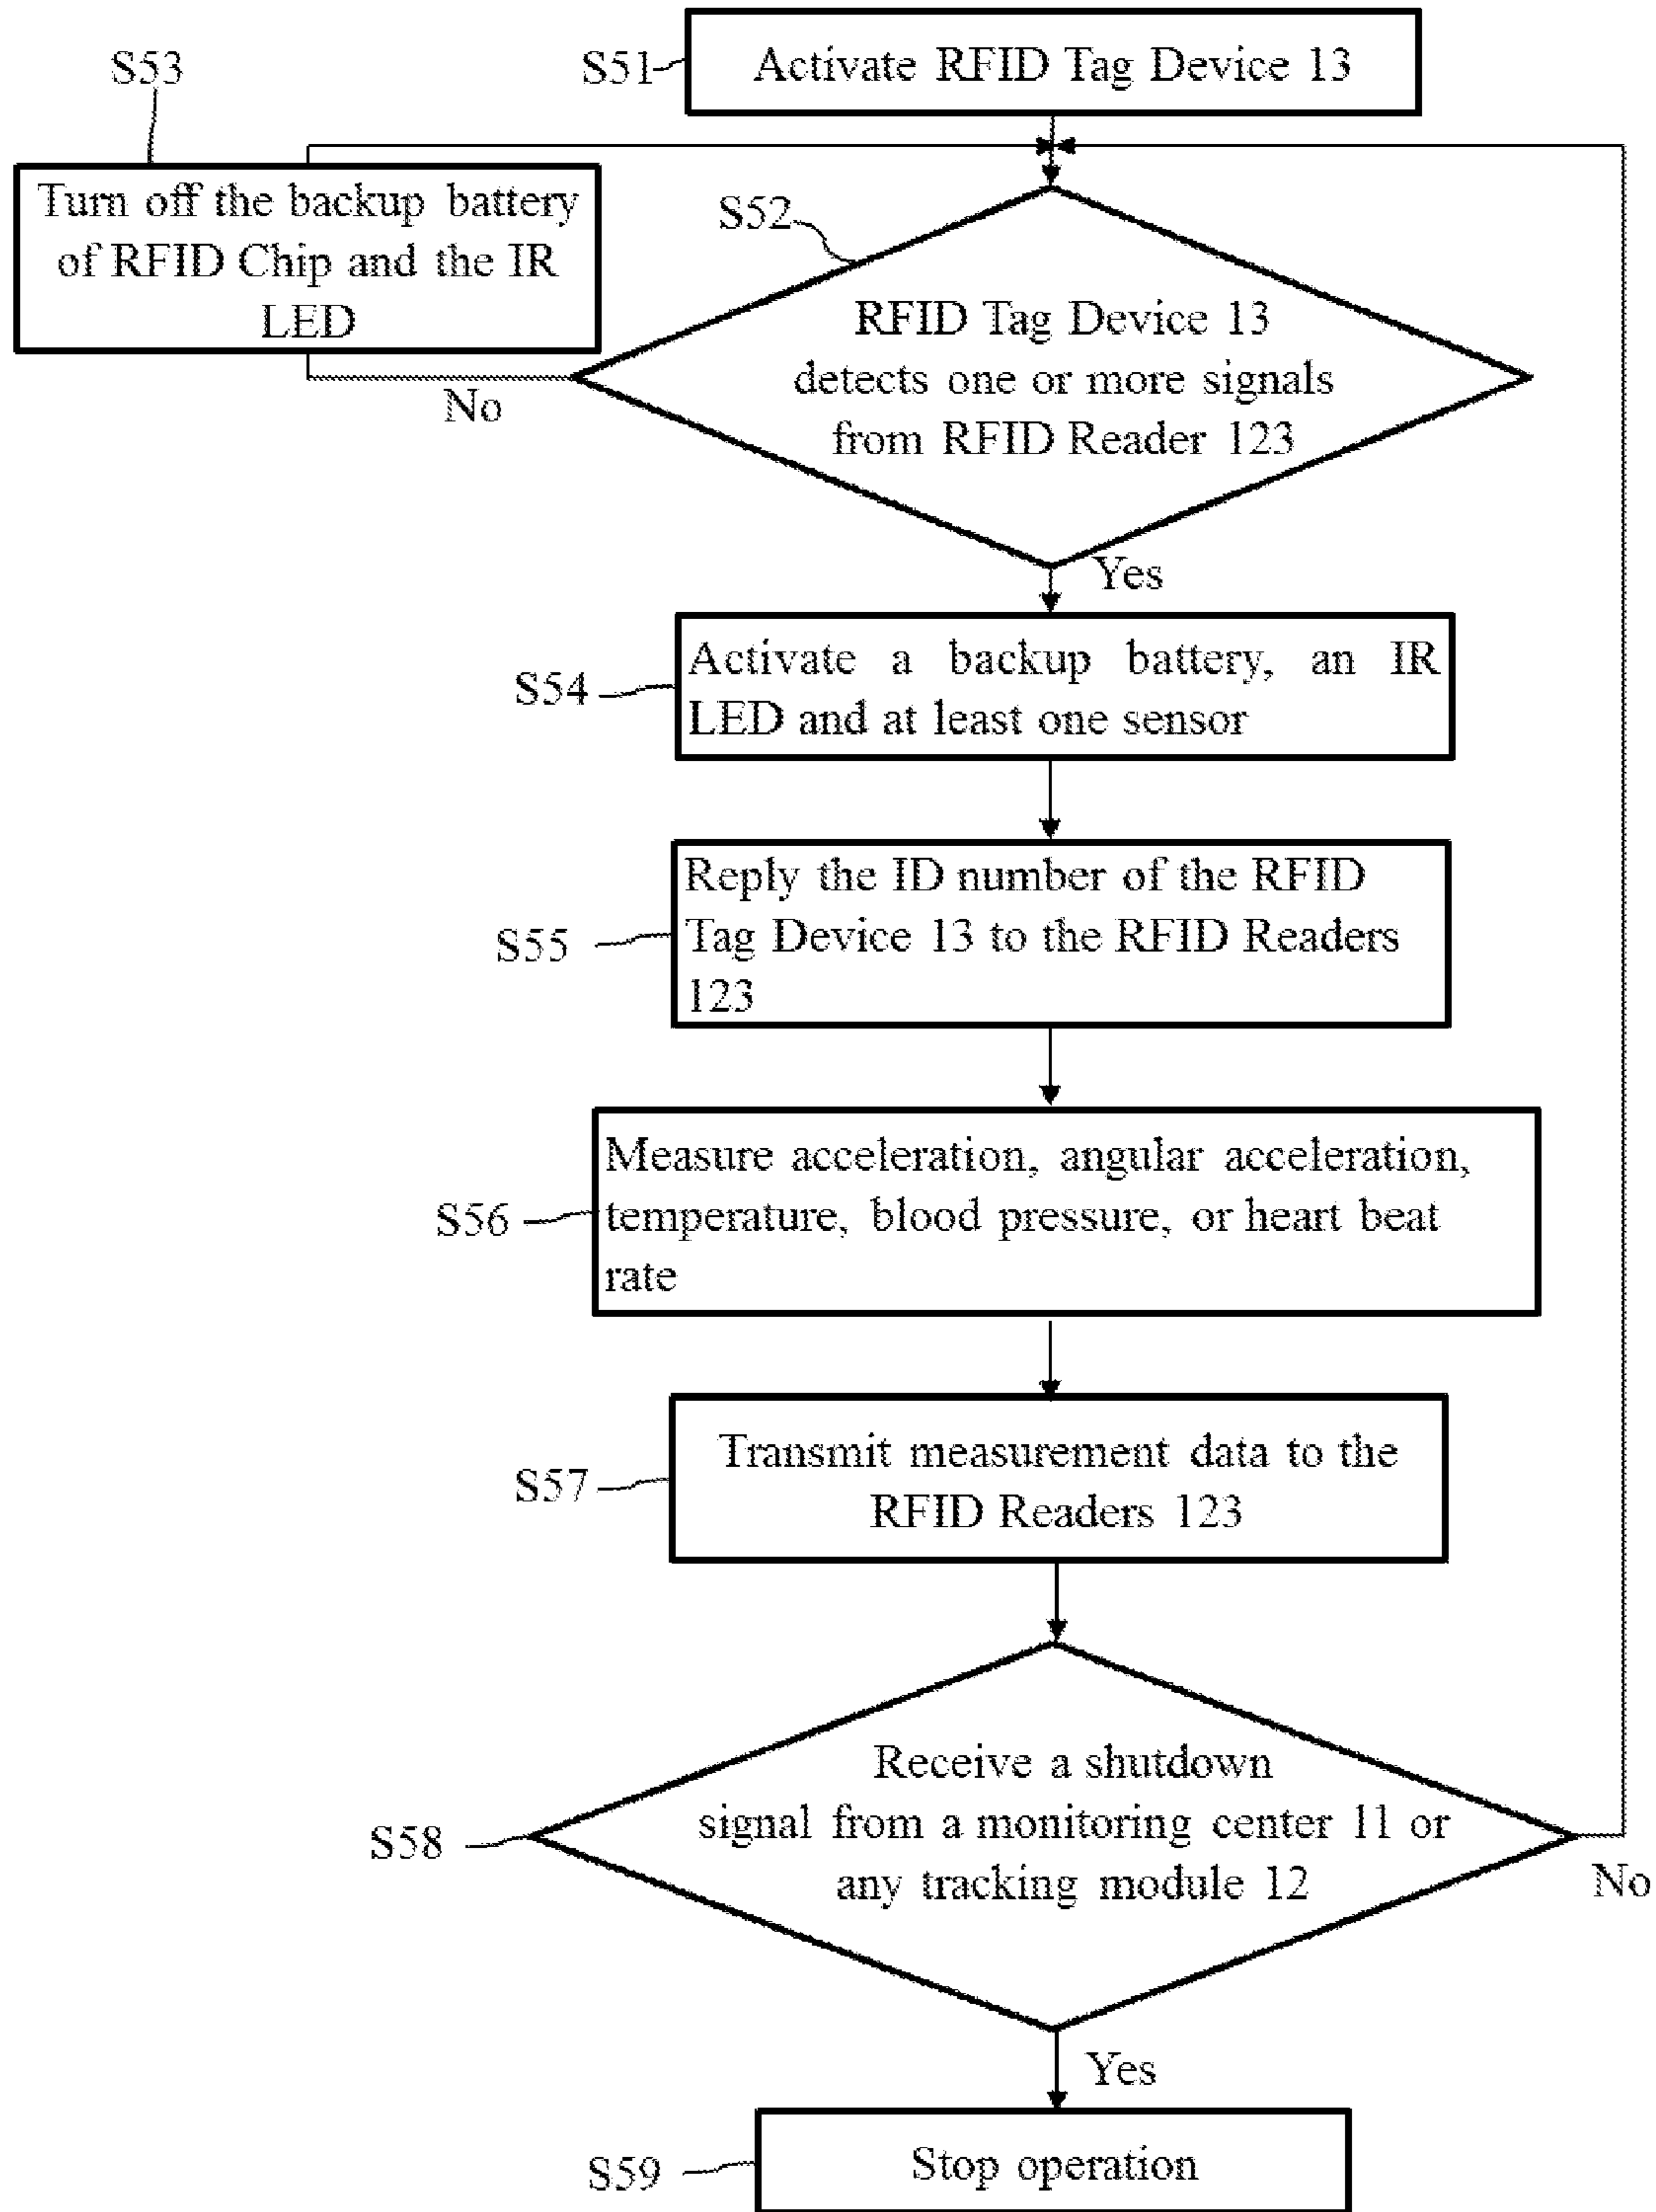 S51
Activate RFID Tag Device 13
S53
Turn off the backup battery
of RFID Chip and the IR
LED
S52
RFID Tag Device 13
detects one or more signals
from RFID Reader 123
No
Yes
S54
Activate a backup battery, an IR
LED and at least one sensor
S55
Reply the ID number of the RFID
Tag Device 13 to the RFID Readers
123
S56
Measure acceleration, angular acceleration,
temperature, blood pressure, or heart beat
rate
S57
Transmit measurement data to the
RFID Readers 123
S58
Receive a shutdown
signal from a monitoring center 11 or
any tracking module 12
No
Yes
S59
Stop operation